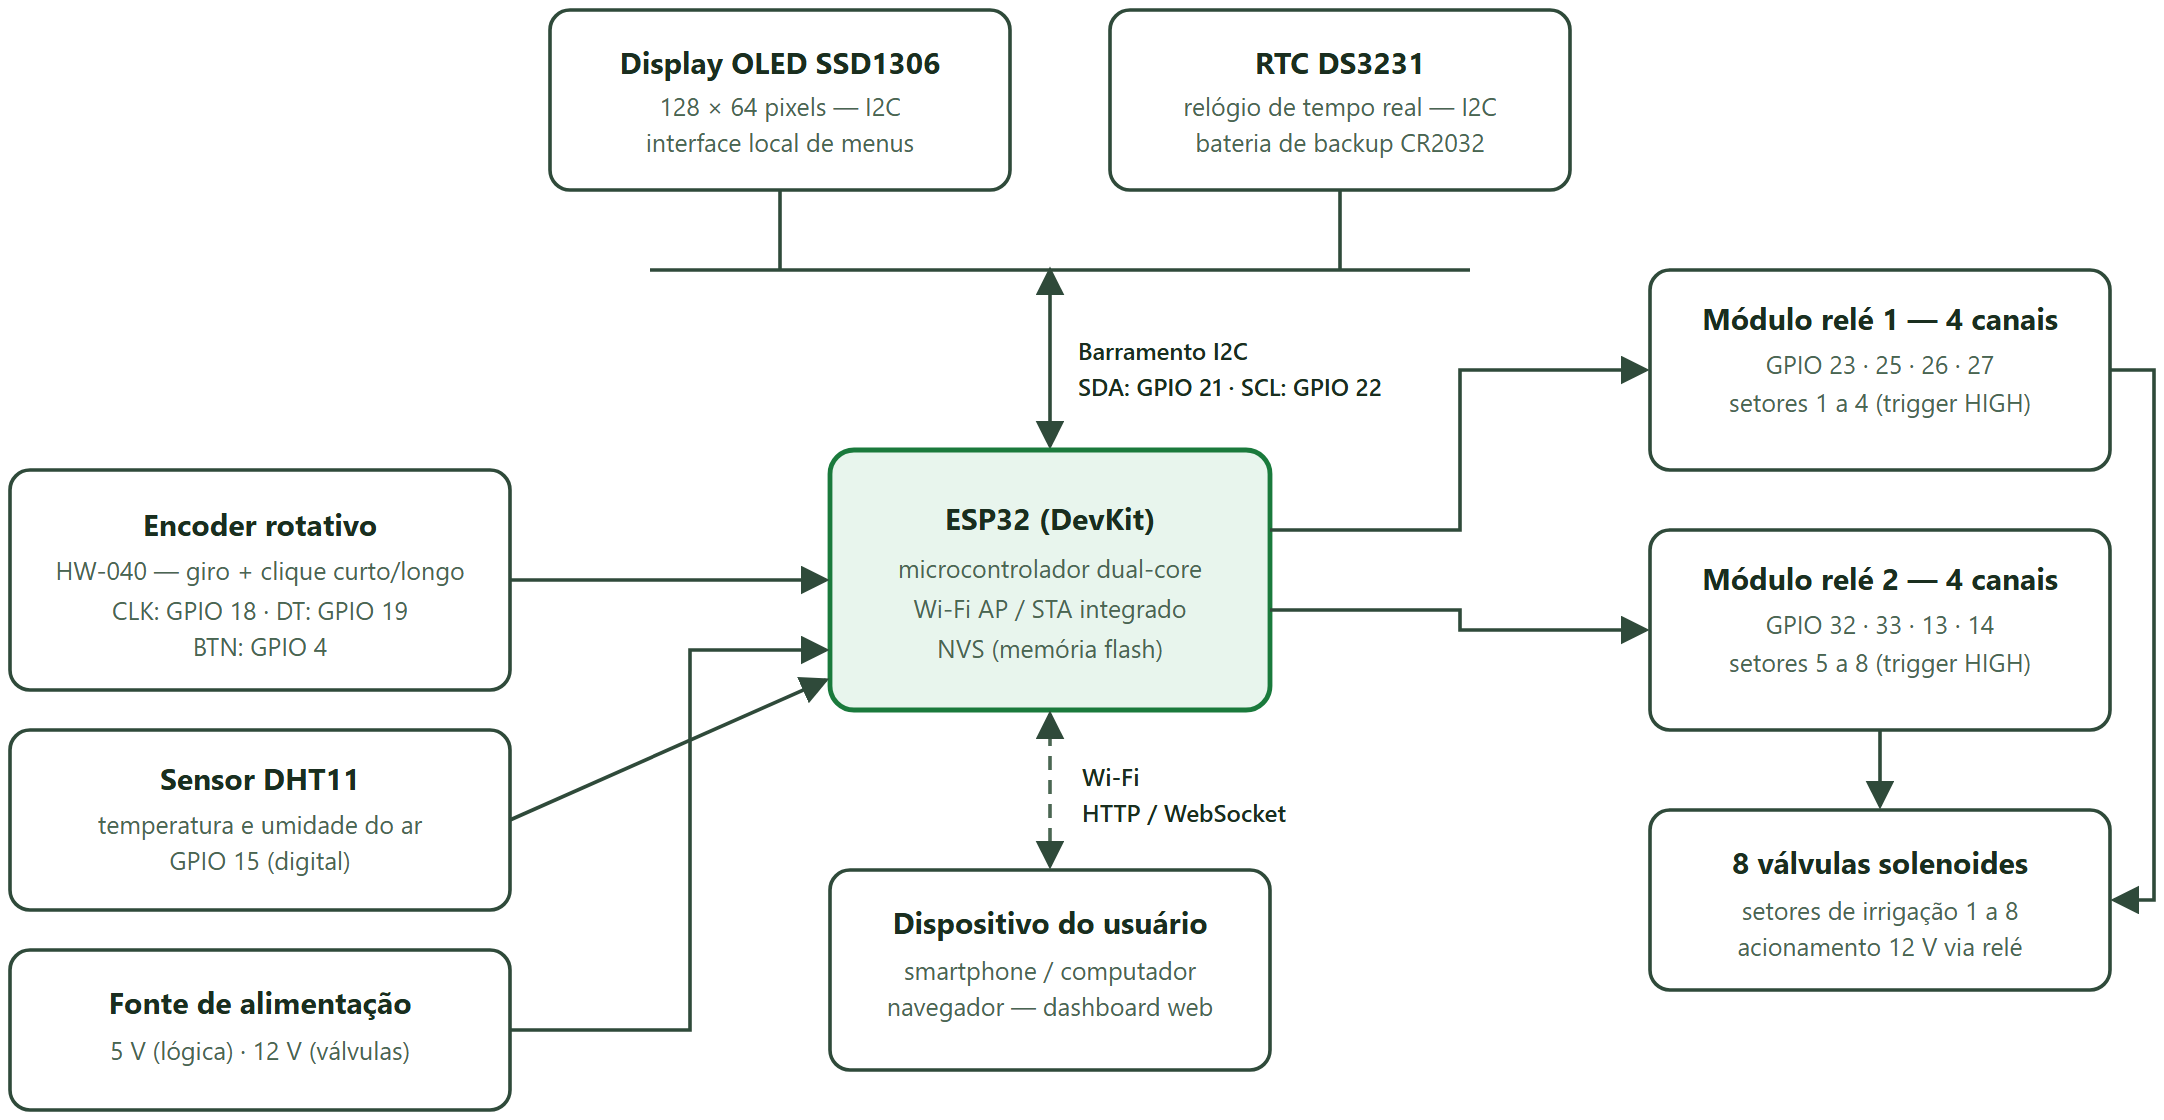 Display OLED SSD1306
128 × 64 pixels — I2C
interface local de menus
RTC DS3231
relógio de tempo real — I2C
bateria de backup CR2032
Barramento I2C
SDA: GPIO 21 · SCL: GPIO 22
Módulo relé 1 — 4 canais
GPIO 23 · 25 · 26 · 27
setores 1 a 4 (trigger HIGH)
Encoder rotativo
HW-040 — giro + clique curto/longo
CLK: GPIO 18 · DT: GPIO 19
BTN: GPIO 4
ESP32 (DevKit)
microcontrolador dual-core
Wi-Fi AP / STA integrado
NVS (memória flash)
Módulo relé 2 — 4 canais
GPIO 32 · 33 · 13 · 14
setores 5 a 8 (trigger HIGH)
Sensor DHT11
temperatura e umidade do ar
GPIO 15 (digital)
Wi-Fi
HTTP / WebSocket
8 válvulas solenoides
setores de irrigação 1 a 8
acionamento 12 V via relé
Dispositivo do usuário
smartphone / computador
navegador — dashboard web
Fonte de alimentação
5 V (lógica) · 12 V (válvulas)